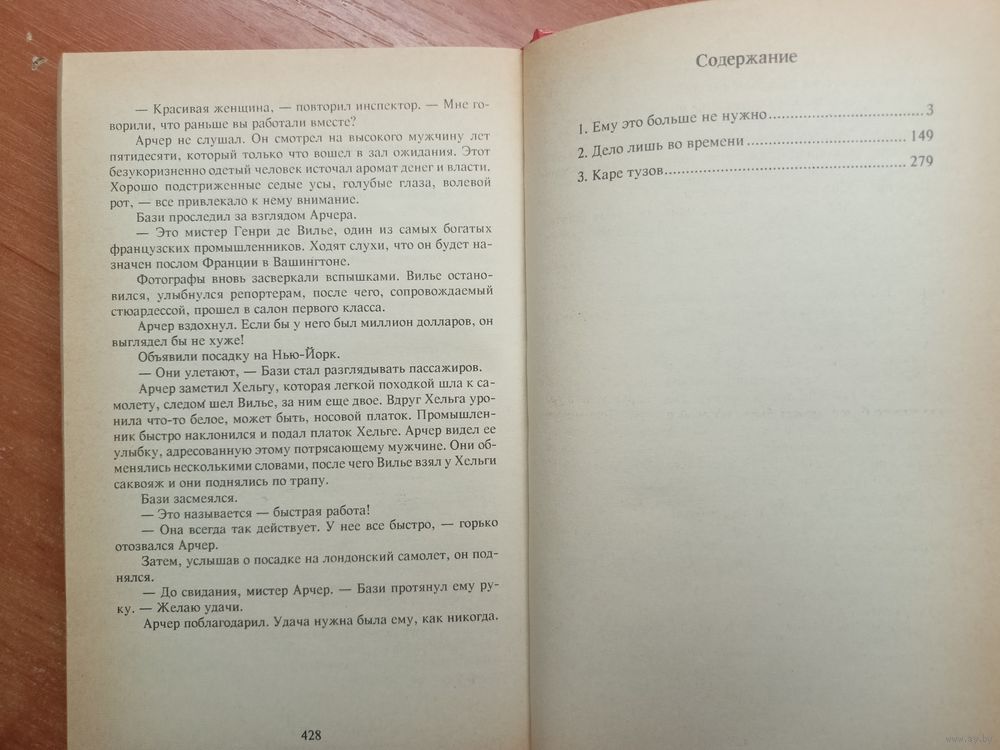 — Красивая женщина, — повторил инспектор. — Мне го-
ворили, что раньше вы работали вместе?
Арчер не слушал. Он смотрел на высокого мужчину лет
пятидесяти, который только что вошел в зал ожидания. Этот
безукоризненно одетый человек источал аромат денег и власти.
Хорошо подстриженные седые усы, голубые глаза, волевой
рот, — все привлекало к нему внимание.
Бази проследил за взглядом Арчера.
— Это мистер Генри де Вилье, один из самых богатых
французских промышленников. Ходят слухи, что он будет на-
значен послом Франции в Вашингтоне.
Фотографы вновь засверкали вспышками. Вилье остано-
вился, улыбнулся репортерам, после чего, сопровождаемый
стюардессой, прошел в салон первого класса.
Арчер вздохнул. Если бы у него был миллион долларов, он
выглядел бы не хуже!
Объявили посадку на Нью-Йорк.
— Они улетают, — Бази стал разглядывать пассажиров.
Арчер заметил Хельгу, которая легкой походкой шла к са-
молету, следом шел Вилье, за ним еще двое. Вдруг Хельга уро-
нила что-то белое, может быть, носовой платок. Промышлен-
ник быстро наклонился и подал платок Хельге. Арчер видел ее
улыбку, адресованную этому потрясающему мужчине. Они об-
менялись несколькими словами, после чего Вилье взял у Хельги
саквояж и они поднялись по трапу.
Бази засмеялся.
— Это называется — быстрая работа!
— Она всегда так действует. У нее все быстро, — горько
отозвался Арчер.
Затем, услышав о посадке на лондонский самолет, он под-
нялся.
— До свидания, мистер Арчер. — Бази протянул ему ру-
ку. — Желаю удачи.
Арчер поблагодарил. Удача нужна была ему, как никогда.
428
Содержание
1. Ему это больше не нужно.......................................3
2. Дело лишь во времени.......................................149
3. Каре тузов.......................................279